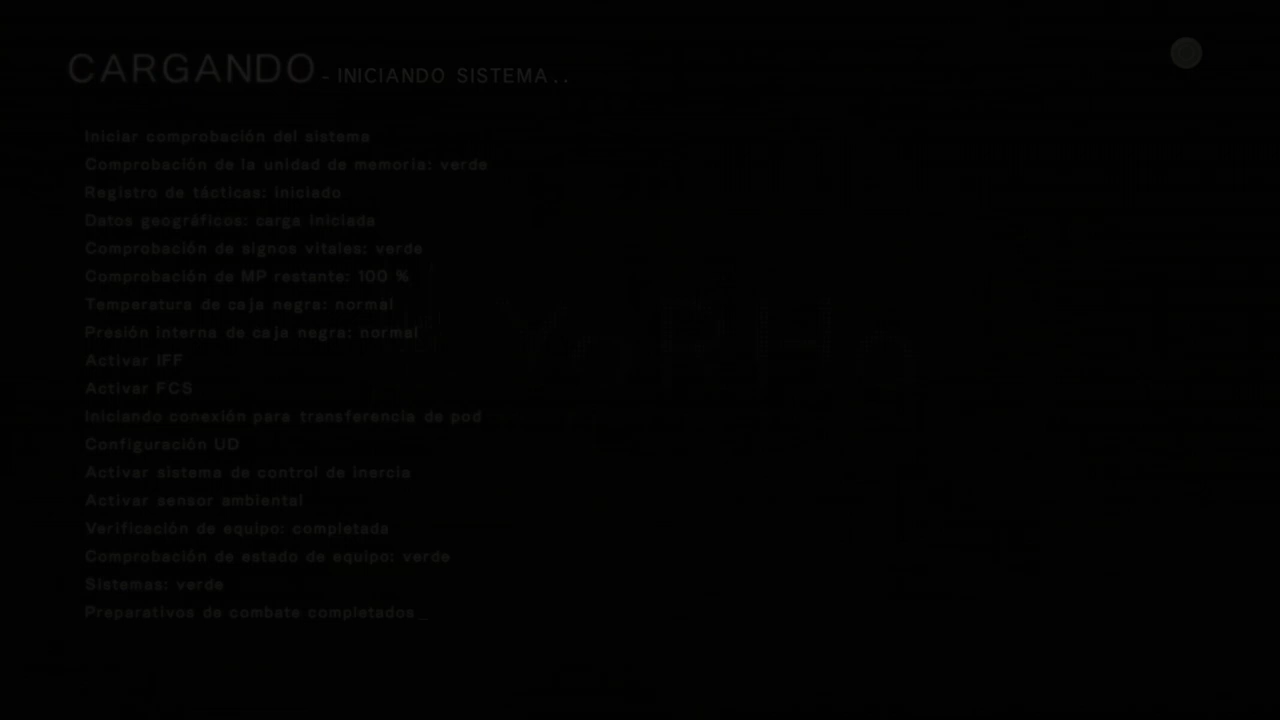 CARGANDO - INICIANDO SISTEMA..
Iniciar comprobación del sistema
Comprobación de la unidad de memoria: verde
Registro de tácticas: iniciado
Datos geográficos: carga iniciada
Comprobación de signos vitales: verde
Comprobación de MP restante: 100 %
Temperatura de caja negra: normal
Presión interna de caja negra: normal
Activar IFF
Activar FCS
Iniciando conexión para transferencia de pod
Configuración UD
Activar sistema de control de inercia
Activar sensor ambiental
Verificación de equipo: completada
Comprobación de estado de equipo: verde
Sistemas: verde
Preparativos de combate completados _